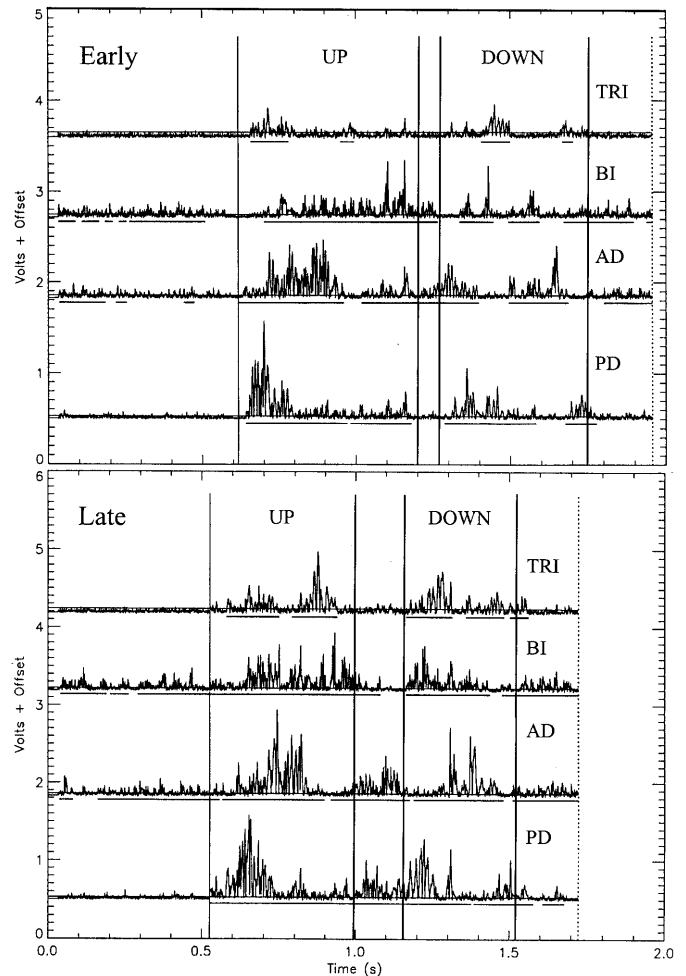 5
Early
UP
DOWN
TRI
4
BI
3
Volts + Offset
AD
2
PD
1
0
6
Late
UP
DOWN
5
TRI
4
BI
3
Volts + Offset
AD
2
PD
1
0
0.0
0.5
1.0
1.5
2.0
Time (s)